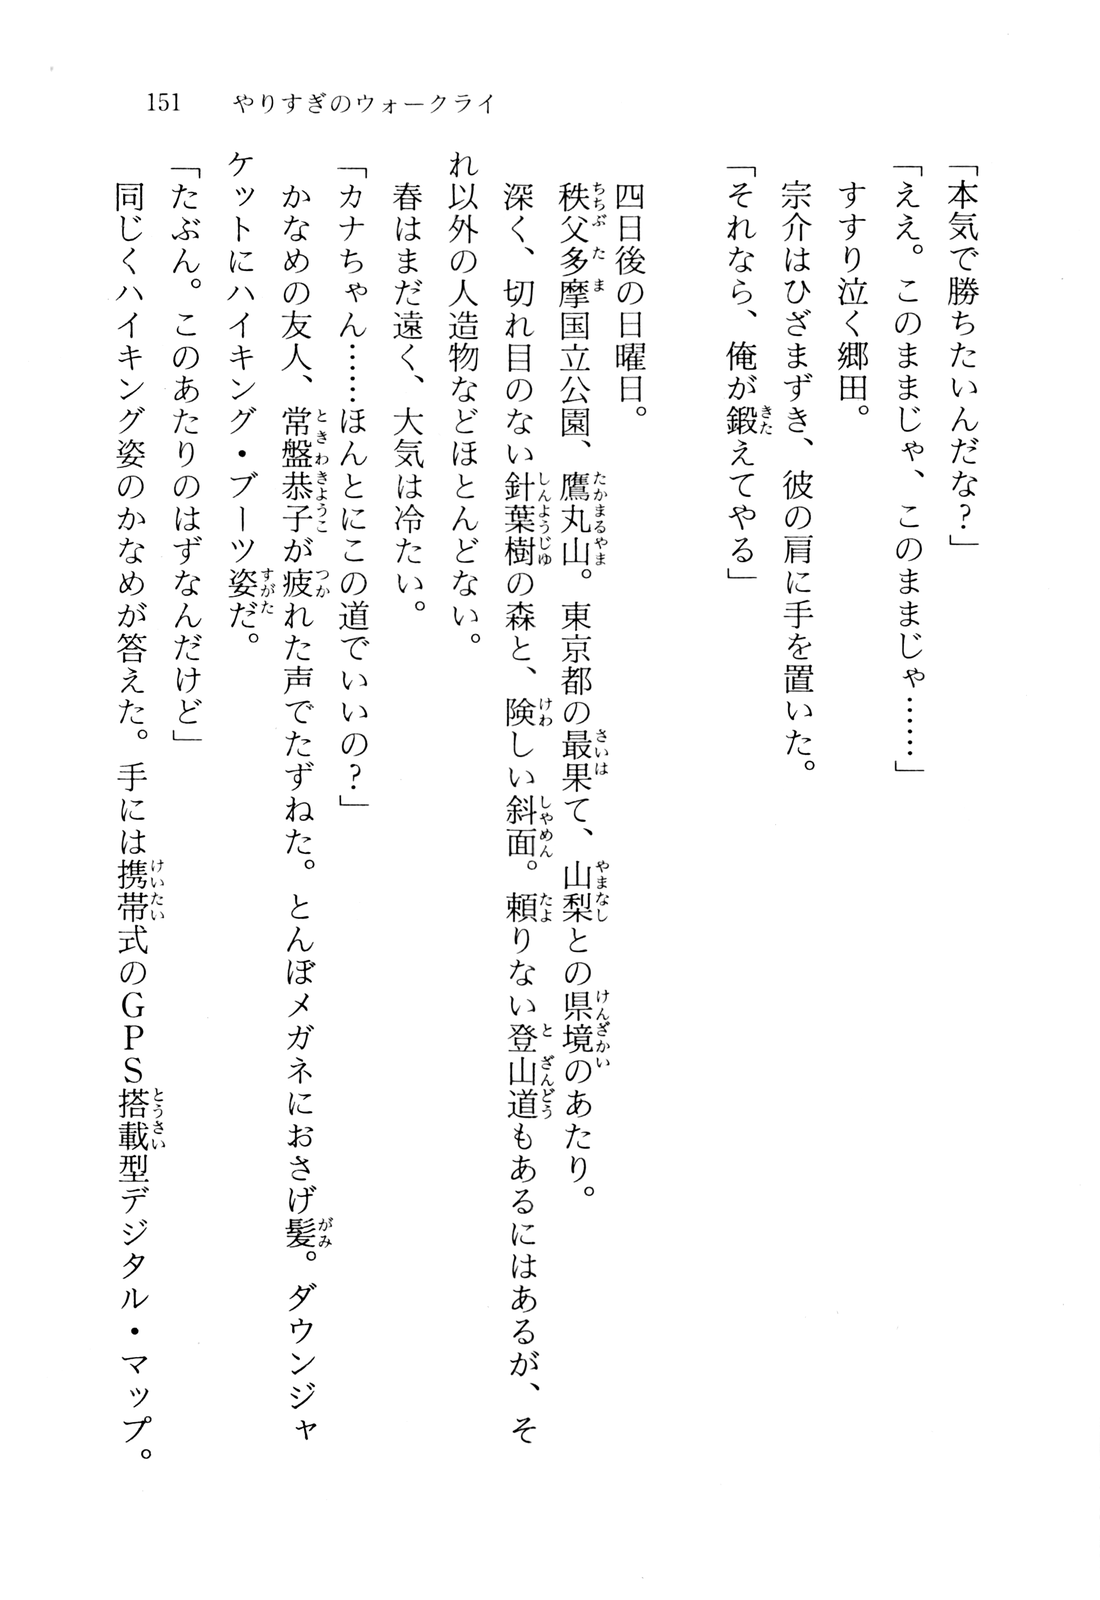 151　やりすぎのウォークライ
「本気で勝ちたいんだな？」
「ええ。このままじゃ、このままじゃ……」
すすり泣く郷田。
宗介はひざまずき、彼の肩に手を置いた。
「それなら、俺が鍛えてやる」
四日後の日曜日。
秩父多摩国立公園、鷹丸山。東京都の最果て、山梨との県境のあたり。
深く、切れ目のない針葉樹の森と、険しい斜面。頼りない登山道もあるにはあるが、そ
れ以外の人造物などほとんどない。
春はまだ遠く、大気は冷たい。
「カナちゃん……ほんとにこの道でいいの？」
かなめの友人、常盤恭子が疲れた声でたずねた。とんぼメガネにおさげ髪。ダウンジャ
ケットにハイキング・ブーツ姿だ。
「たぶん。このあたりのはずなんだけど」
同じくハイキング姿のかなめが答えた。手には携帯式のGPS搭載型デジタル・マップ。